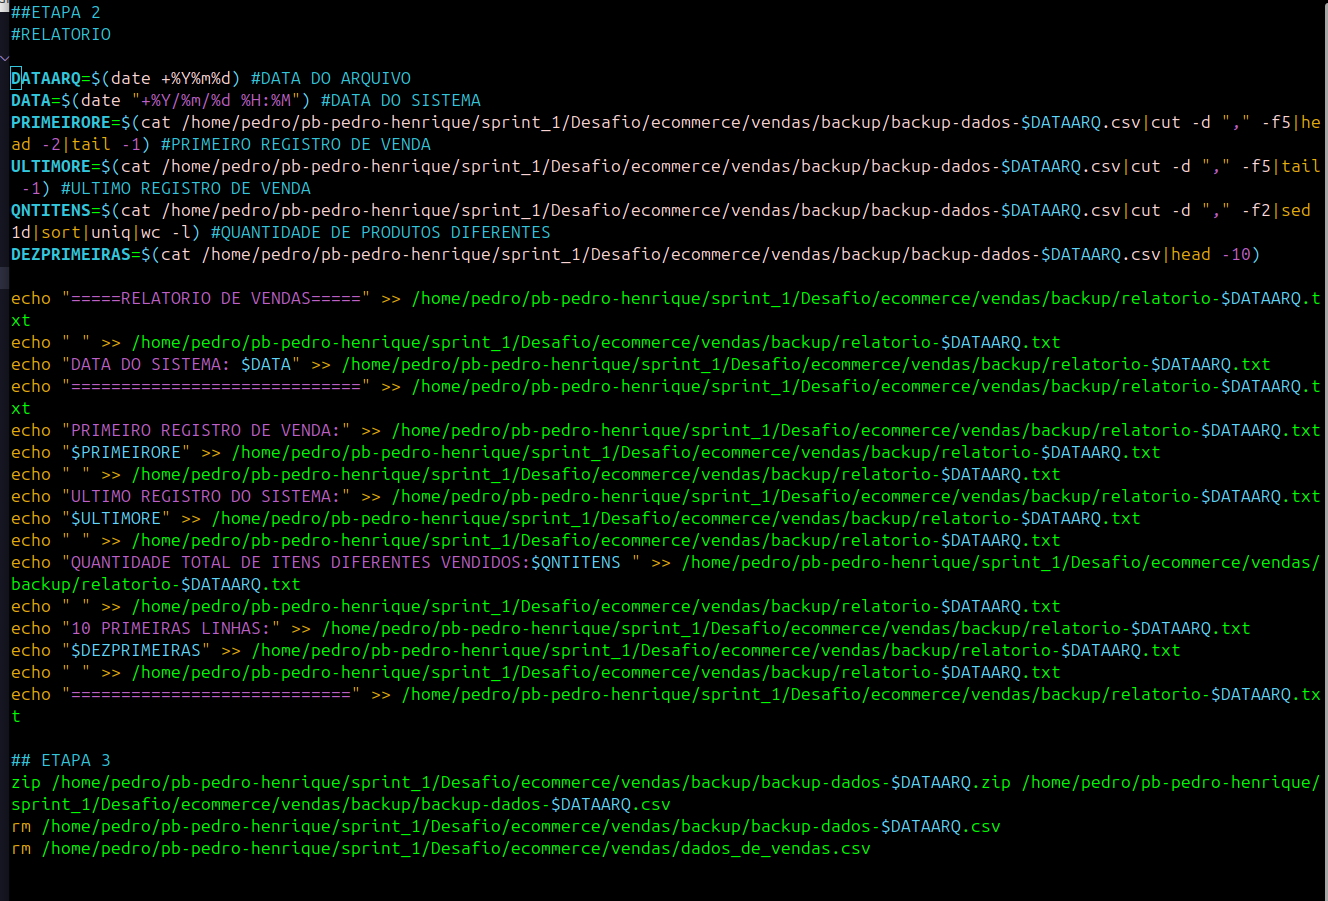 ##ETAPA 2
#RELATORIO
DATAARQ=$(date +%Y%m%d) #DATA DO ARQUIVO
DATA=$(date "+%Y/%m/%d %H:%M") #DATA DO SISTEMA
PRIMEIRORE=$(cat /home/pedro/pb-pedro-henrique/sprint_1/Desafio/ecommerce/vendas/backup/backup-dados-$DATAARQ.csv|cut -d "," -f5|he
ad -2|tail -1) #PRIMEIRO REGISTRO DE VENDA
ULTIMORE=$(cat /home/pedro/pb-pedro-henrique/sprint_1/Desafio/ecommerce/vendas/backup/backup-dados-$DATAARQ.csv|cut -d "," -f5|tail
 -1) #ULTIMO REGISTRO DE VENDA
QNTITENS=$(cat /home/pedro/pb-pedro-henrique/sprint_1/Desafio/ecommerce/vendas/backup/backup-dados-$DATAARQ.csv|cut -d "," -f2|sed 
1d|sort|uniq|wc -l) #QUANTIDADE DE PRODUTOS DIFERENTES
DEZPRIMEIRAS=$(cat /home/pedro/pb-pedro-henrique/sprint_1/Desafio/ecommerce/vendas/backup/backup-dados-$DATAARQ.csv|head -10)
echo "=====RELATORIO DE VENDAS=====" >> /home/pedro/pb-pedro-henrique/sprint_1/Desafio/ecommerce/vendas/backup/relatorio-$DATAARQ.t
xt
echo " " >> /home/pedro/pb-pedro-henrique/sprint_1/Desafio/ecommerce/vendas/backup/relatorio-$DATAARQ.txt
echo "DATA DO SISTEMA: $DATA" >> /home/pedro/pb-pedro-henrique/sprint_1/Desafio/ecommerce/vendas/backup/relatorio-$DATAARQ.txt
echo "=============================" >> /home/pedro/pb-pedro-henrique/sprint_1/Desafio/ecommerce/vendas/backup/relatorio-$DATAARQ.t
xt
echo "PRIMEIRO REGISTRO DE VENDA:" >> /home/pedro/pb-pedro-henrique/sprint_1/Desafio/ecommerce/vendas/backup/relatorio-$DATAARQ.txt
echo "$PRIMEIRORE" >> /home/pedro/pb-pedro-henrique/sprint_1/Desafio/ecommerce/vendas/backup/relatorio-$DATAARQ.txt
echo " " >> /home/pedro/pb-pedro-henrique/sprint_1/Desafio/ecommerce/vendas/backup/relatorio-$DATAARQ.txt
echo "ULTIMO REGISTRO DO SISTEMA:" >> /home/pedro/pb-pedro-henrique/sprint_1/Desafio/ecommerce/vendas/backup/relatorio-$DATAARQ.txt
echo "$ULTIMORE" >> /home/pedro/pb-pedro-henrique/sprint_1/Desafio/ecommerce/vendas/backup/relatorio-$DATAARQ.txt
echo " " >> /home/pedro/pb-pedro-henrique/sprint_1/Desafio/ecommerce/vendas/backup/relatorio-$DATAARQ.txt
echo "QUANTIDADE TOTAL DE ITENS DIFERENTES VENDIDOS:$QNTITENS " >> /home/pedro/pb-pedro-henrique/sprint_1/Desafio/ecommerce/vendas/
backup/relatorio-$DATAARQ.txt
echo " " >> /home/pedro/pb-pedro-henrique/sprint_1/Desafio/ecommerce/vendas/backup/relatorio-$DATAARQ.txt
echo "10 PRIMEIRAS LINHAS:" >> /home/pedro/pb-pedro-henrique/sprint_1/Desafio/ecommerce/vendas/backup/relatorio-$DATAARQ.txt
echo "$DEZPRIMEIRAS" >> /home/pedro/pb-pedro-henrique/sprint_1/Desafio/ecommerce/vendas/backup/relatorio-$DATAARQ.txt
echo " " >> /home/pedro/pb-pedro-henrique/sprint_1/Desafio/ecommerce/vendas/backup/relatorio-$DATAARQ.txt
echo "============================" >> /home/pedro/pb-pedro-henrique/sprint_1/Desafio/ecommerce/vendas/backup/relatorio-$DATAARQ.tx
t
## ETAPA 3
zip /home/pedro/pb-pedro-henrique/sprint_1/Desafio/ecommerce/vendas/backup/backup-dados-$DATAARQ.zip /home/pedro/pb-pedro-henrique/
sprint_1/Desafio/ecommerce/vendas/backup/backup-dados-$DATAARQ.csv
rm /home/pedro/pb-pedro-henrique/sprint_1/Desafio/ecommerce/vendas/backup/backup-dados-$DATAARQ.csv
rm /home/pedro/pb-pedro-henrique/sprint_1/Desafio/ecommerce/vendas/dados_de_vendas.csv